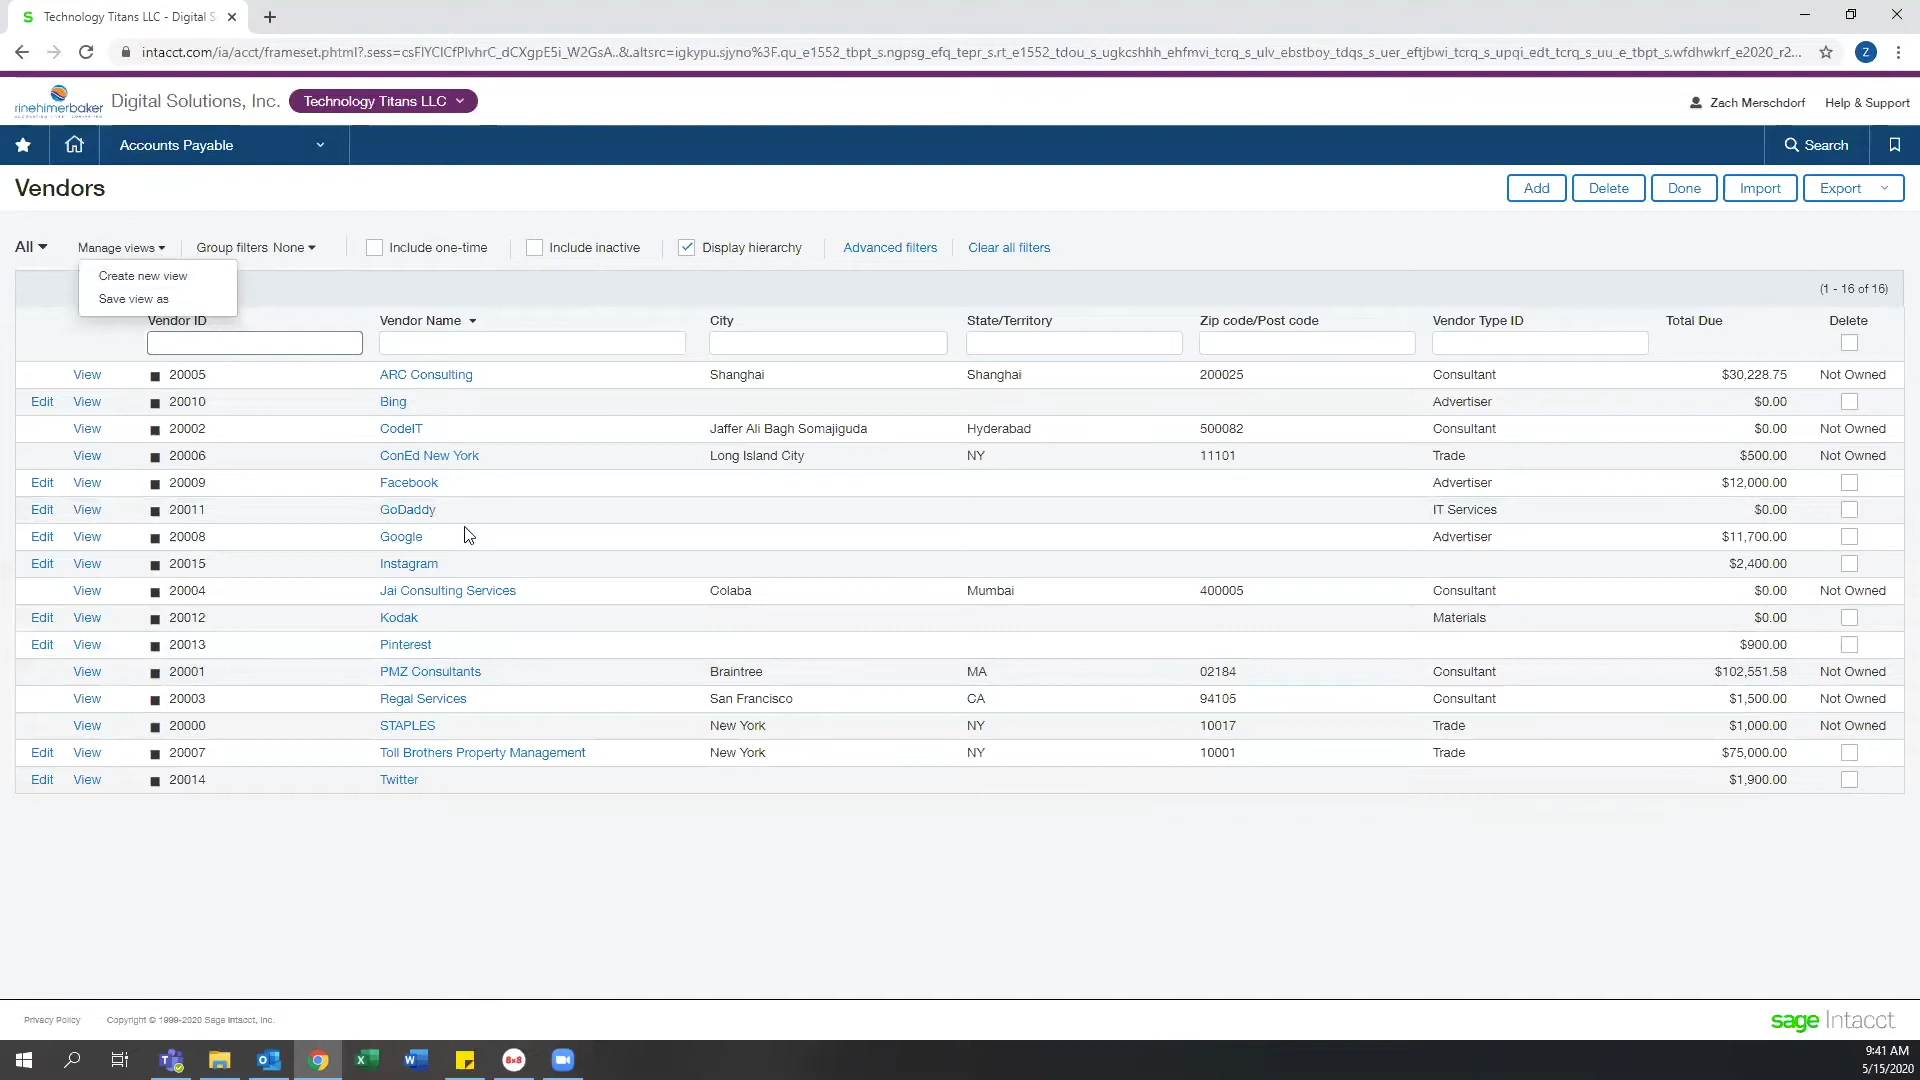 Technology Titans LLC - Digital S
intacct.com/ia/acct/frameset.phtml?.sess=
rinehimerbaker
Digital Solutions, Inc.
Technology Titans LLC
Zach Merschdorf
Help & Support
Accounts Payable
Search
Vendors
Add
Delete
Done
Import
Export
All
Manage views
Group filters None
Include one-time
Include inactive
Display hierarchy
Advanced filters
Clear all filters
Create new view
Save view as
(1 - 16 of 16)
Vendor ID Vendor Name City State/Territory Zip code/Post code Vendor Type ID Total Due Delete
View 20005 ARC Consulting Shanghai Shanghai 200025 Consultant $30,228.75 Not Owned
Edit View 20010 Bing Advertiser $0.00
View 20002 CodeIT Jaffer Ali Bagh Somajiguda Hyderabad 500082 Consultant $0.00 Not Owned
View 20006 ConEd New York Long Island City NY 11101 Trade $500.00 Not Owned
Edit View 20009 Facebook Advertiser $12,000.00
Edit View 20011 GoDaddy IT Services $0.00
Edit View 20008 Google Advertiser $11,700.00
Edit View 20015 Instagram $2,400.00
View 20004 Jai Consulting Services Colaba Mumbai 400005 Consultant $0.00 Not Owned
Edit View 20012 Kodak Materials $0.00
Edit View 20013 Pinterest $900.00
View 20001 PMZ Consultants Braintree MA 02184 Consultant $102,551.58 Not Owned
View 20003 Regal Services San Francisco CA 94105 Consultant $1,500.00 Not Owned
View 20000 STAPLES New York NY 10017 Trade $1,000.00 Not Owned
Edit View 20007 Toll Brothers Property Management New York NY 10001 Trade $75,000.00
Edit View 20014 Twitter $1,900.00
Privacy Policy
Copyright © 1999-2020 Sage Intacct, Inc.
sage Intacct
9:41 AM
5/15/2020